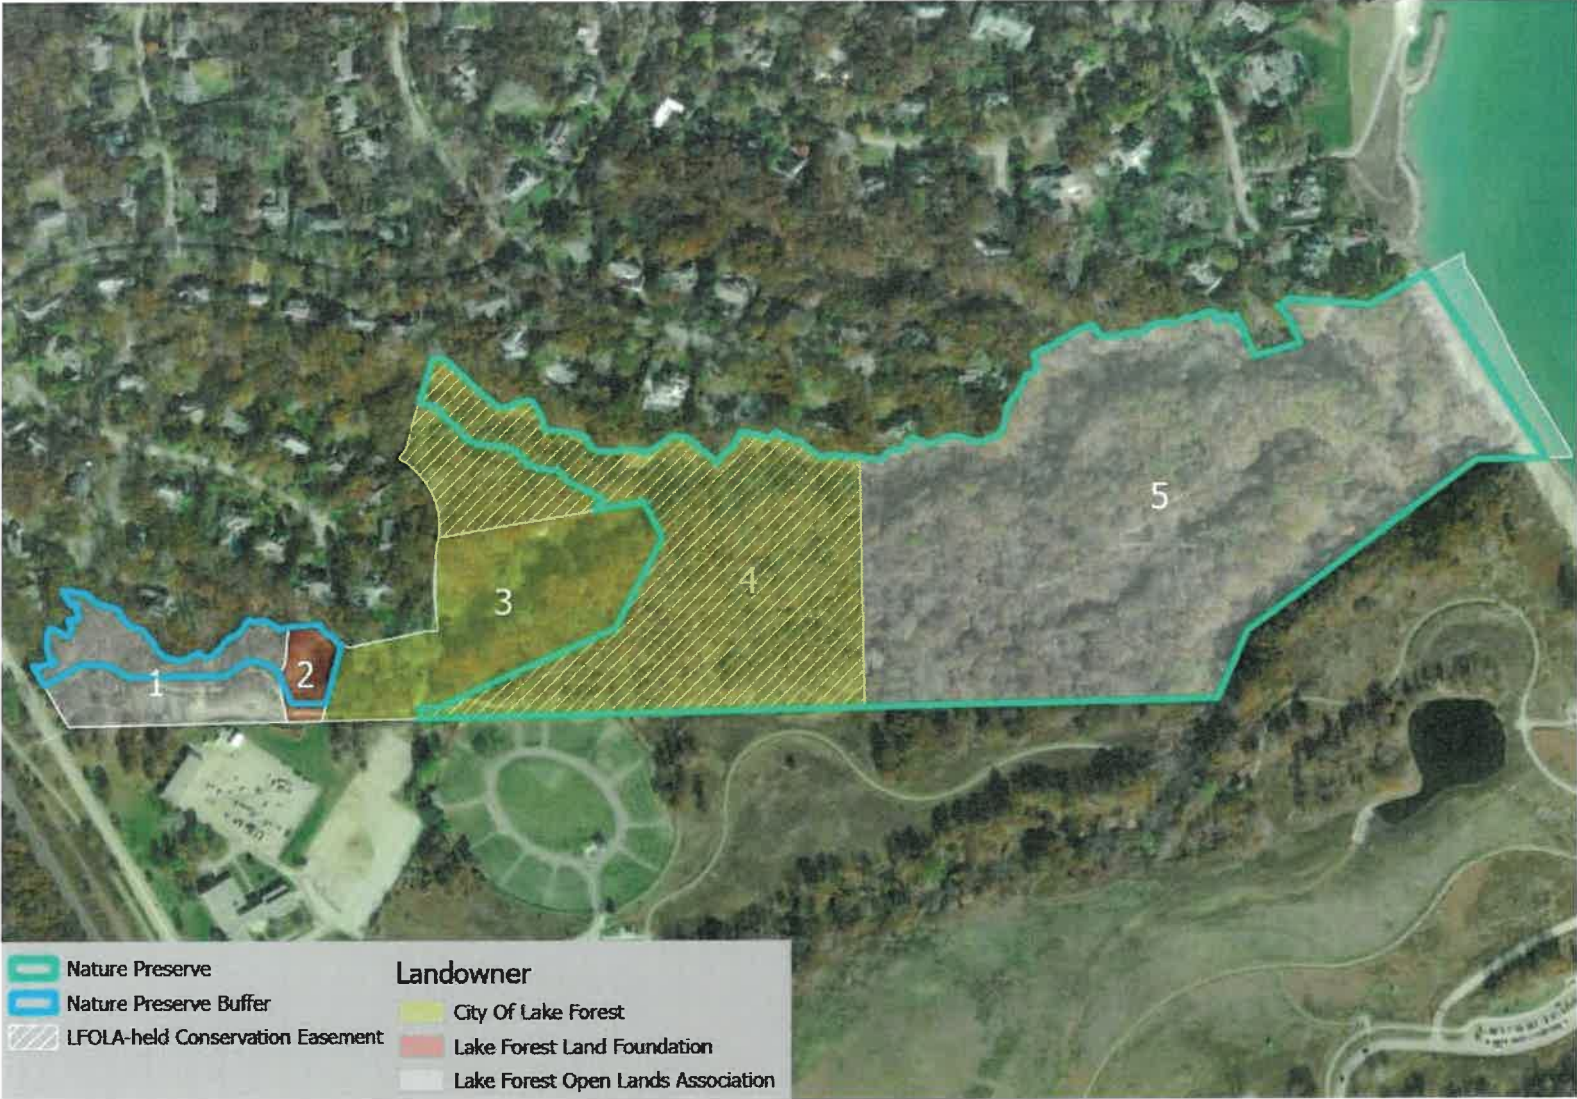 1
2
3
4
5
Nature Preserve
Nature Preserve Buffer
LFOLA-held Conservation Easement
Landowner
City Of Lake Forest
Lake Forest Land Foundation
Lake Forest Open Lands Association